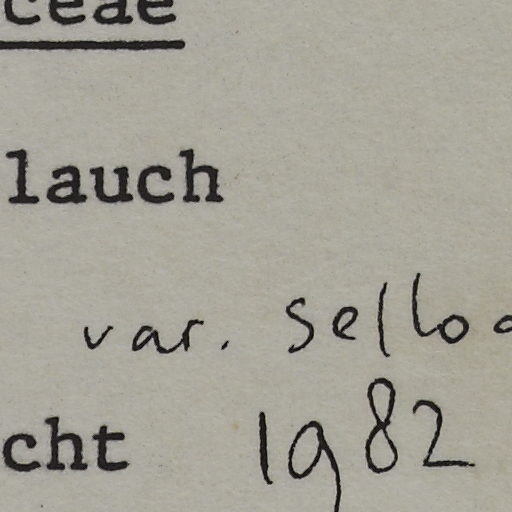 ceae
lauch
var. sello
cht 1982